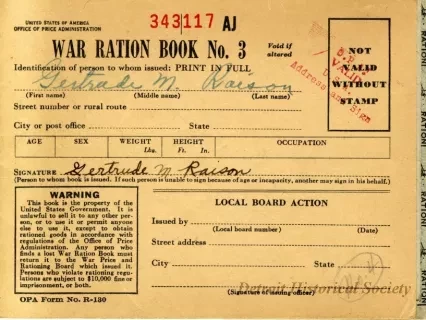 UNITED STATES OF AMERICA
OFFICE OF PRICE ADMINISTRATION
343117 AJ
WAR RATION BOOK No. 3
Void if
altered
NOT
VALID
WITHOUT
STAMP
Identification of person to whom issued: PRINT IN FULL
Gertrude M. Raison
(First name) (Middle name) (Last name)
Street number or rural route
City or post office State
AGE SEX WEIGHT HEIGHT OCCUPATION
Lbs. Ft. In.
SIGNATURE Gertrude M Raison
(Person to whom book is issued. If such person is unable to sign because of age or incapacity, another may sign in his behalf.)
WARNING
This book is the property of the
United States Government. It is
unlawful to sell it to any other per-
son, or to use it or permit anyone
else to use it, except to obtain
rationed goods in accordance with
regulations of the Office of Price
Administration. Any person who
finds a lost War Ration Book must
return it to the War Price and
Rationing Board which issued it.
Persons who violate rationing reg-
ulations are subject to $10,000 fine or
imprisonment, or both.
LOCAL BOARD ACTION
Issued by
(Local board number) (Date)
Street address
City State
(Signature of issuing officer)
Detroit Historical Society
OPA Form No. R-130